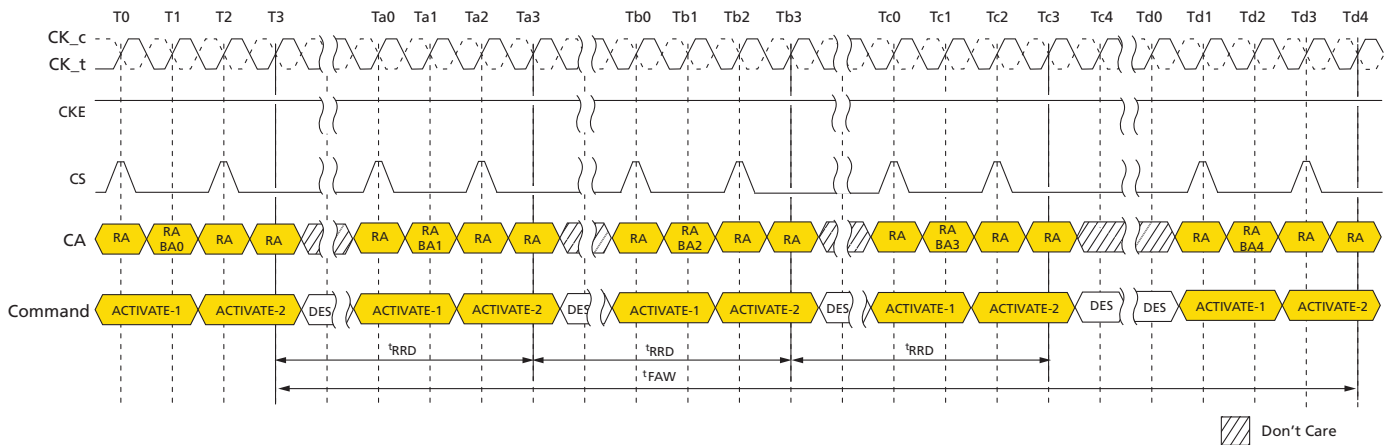 T0 T1 T2 T3 Ta0 Ta1 Ta2 Ta3 Tb0 Tb1 Tb2 Tb3 Tc0 Tc1 Tc2 Tc3 Tc4 Td0 Td1 Td2 Td3 Td4
CK_c
CK_t
CKE
CS
CA RA RA BA0 RA RA RA RA BA1 RA RA RA RA BA2 RA RA RA RA BA3 RA RA RA RA BA4 RA RA
Command ACTIVATE-1 ACTIVATE-2 DES ACTIVATE-1 ACTIVATE-2 DES ACTIVATE-1 ACTIVATE-2 DES ACTIVATE-1 ACTIVATE-2 DES DES ACTIVATE-1 ACTIVATE-2
tRRD tRRD tRRD
tFAW
Don't Care